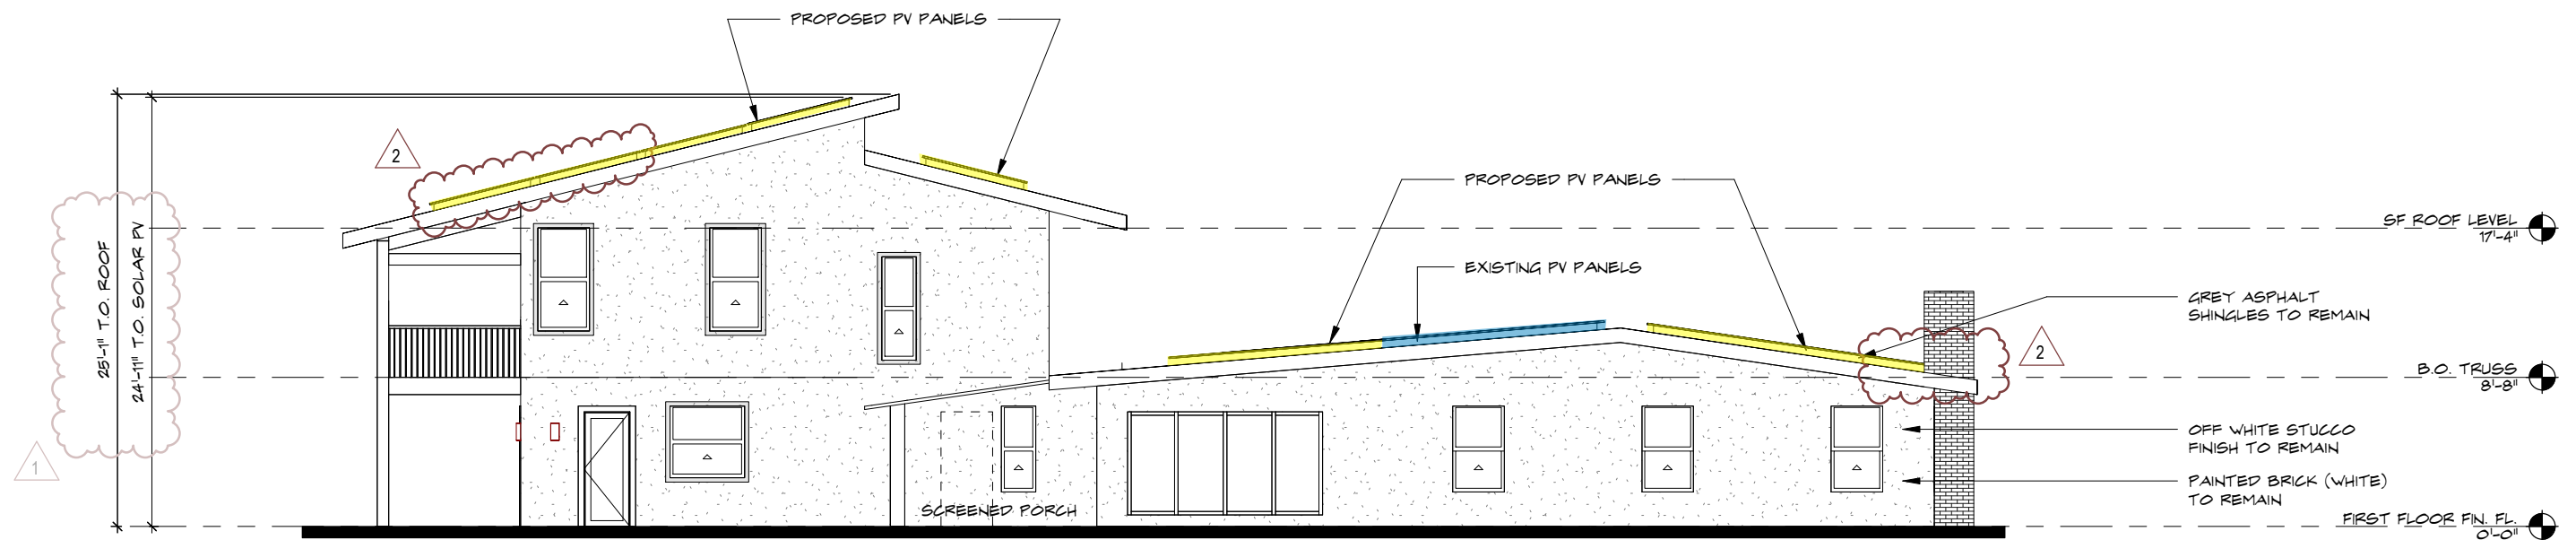 PROPOSED PV PANELS
2
25'-1" T.O. ROOF
24'-11" T.O. SOLAR PV
1
PROPOSED PV PANELS
EXISTING PV PANELS
SF ROOF LEVEL
17'-4"
GREY ASPHALT
SHINGLES TO REMAIN
2
B.O. TRUSS
8'-8"
OFF WHITE STUCCO
FINISH TO REMAIN
PAINTED BRICK (WHITE)
TO REMAIN
SCREENED PORCH
FIRST FLOOR FIN. FL.
0'-0"